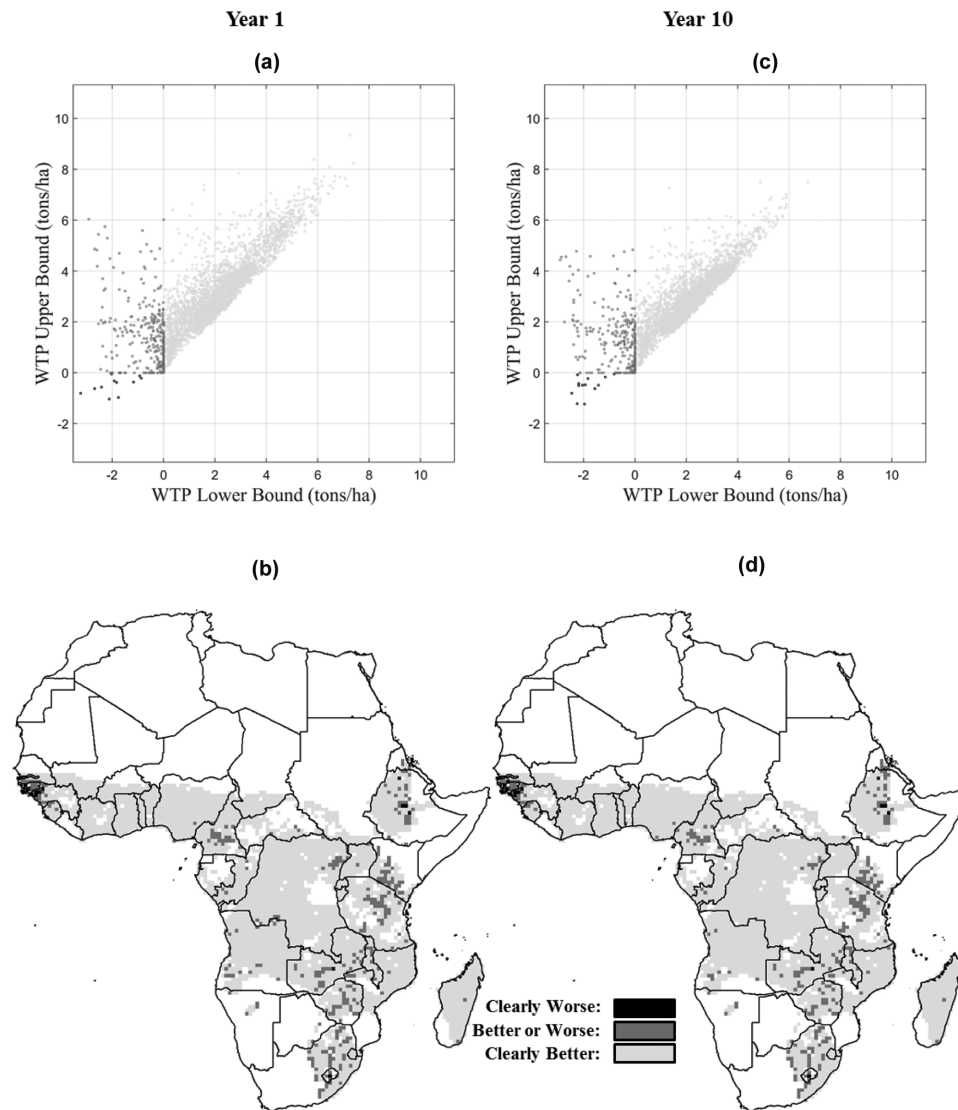 Year 1
Year 10
(a)
(c)
10
8
6
4
2
0
-2
WTP Upper Bound (tons/ha)
-2 0 2 4 6 8 10
WTP Lower Bound (tons/ha)
10
8
6
4
2
0
-2
WTP Upper Bound (tons/ha)
-2 0 2 4 6 8 10
WTP Lower Bound (tons/ha)
(b)
(d)
Clearly Worse:
Better or Worse:
Clearly Better: